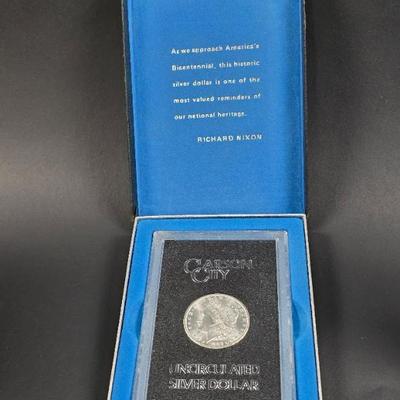 As we approach America's
Bicentennial, this historic
silver dollar is one of the
most valued reminders of
our national heritage.
RICHARD NIXON
CARSON
CITY
UNCIRCULATED
SILVER DOLLAR